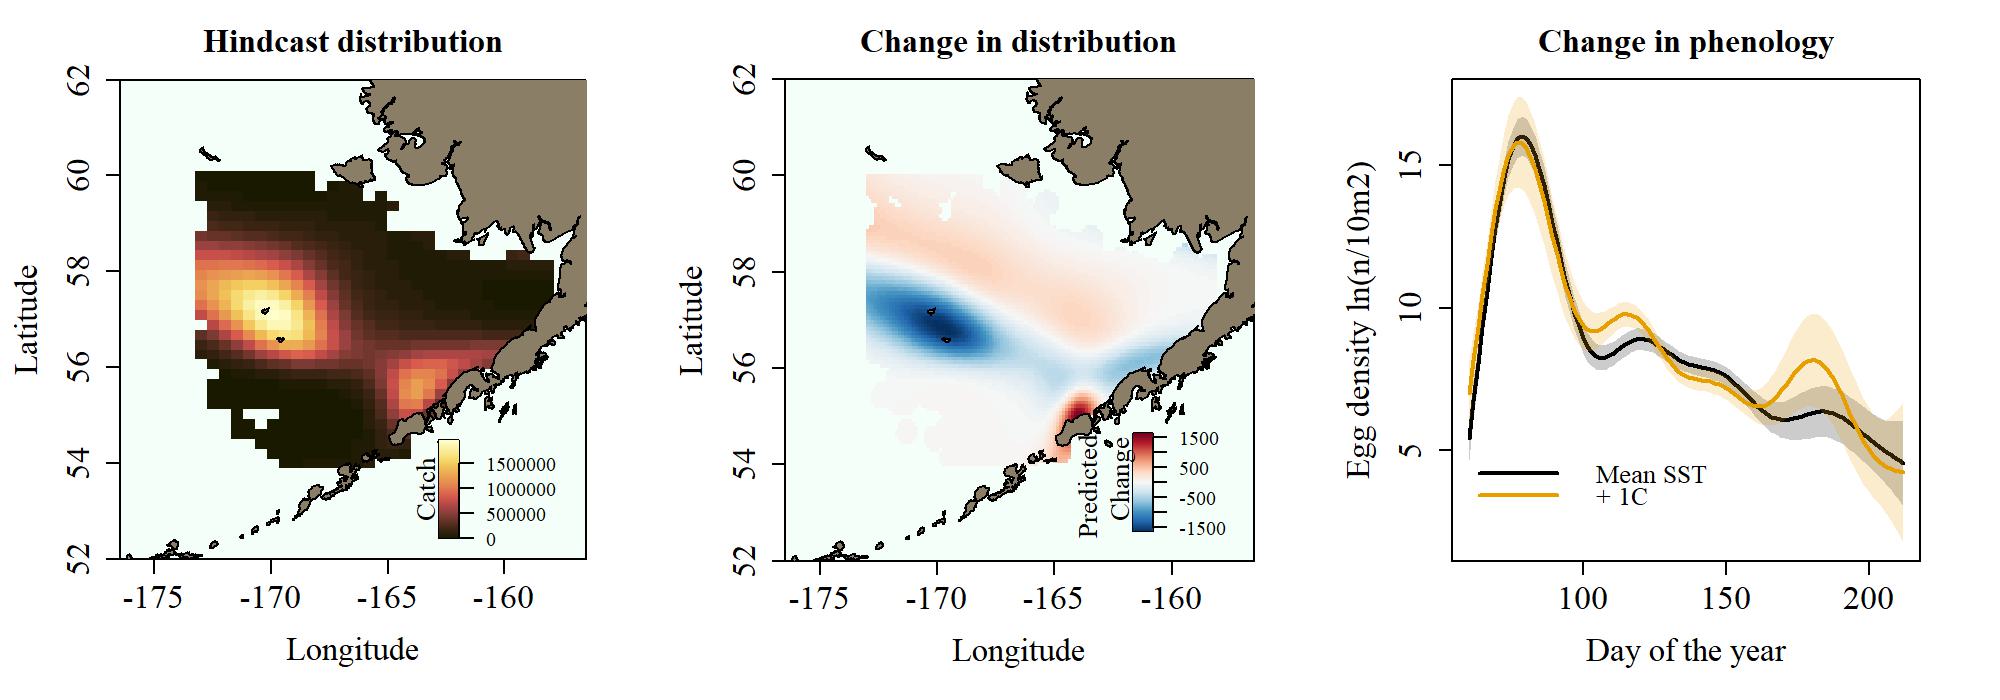 Hindcast distribution
62
60
58
56
54
52
Latitude
-175
-170
-165
-160
Longitude
Catch
1500000
1000000
500000
0
Change in distribution
62
60
58
56
54
52
Latitude
-175
-170
-165
-160
Longitude
Predicted
Change
1500
500
-500
-1500
Change in phenology
15
10
5
Egg density ln(n/10m2)
Mean SST
+ 1C
100
150
200
Day of the year